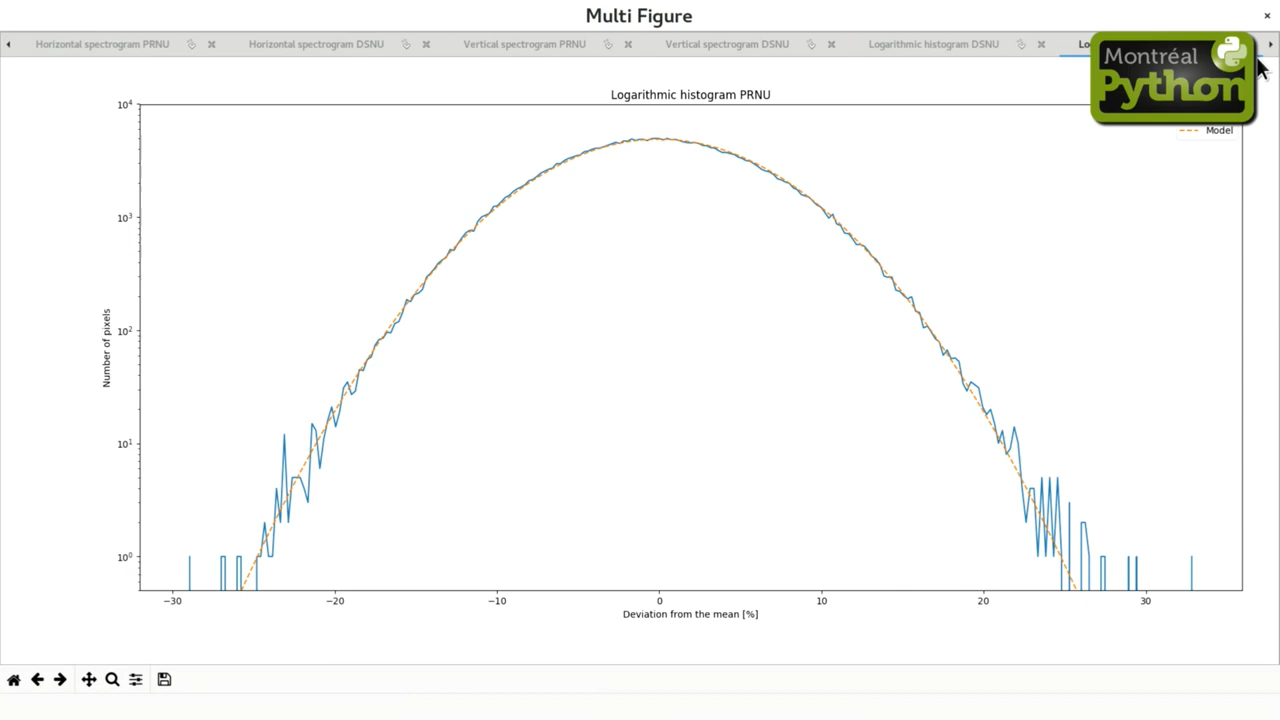 Multi Figure
Horizontal spectrogram PRNU
Horizontal spectrogram DSNU
Vertical spectrogram PRNU
Vertical spectrogram DSNU
Logarithmic histogram DSNU
Montréal
Python
Logarithmic histogram PRNU
Model
Number of pixels
10⁴
10³
10²
10¹
10⁰
−30
−20
−10
0
10
20
30
Deviation from the mean [%]